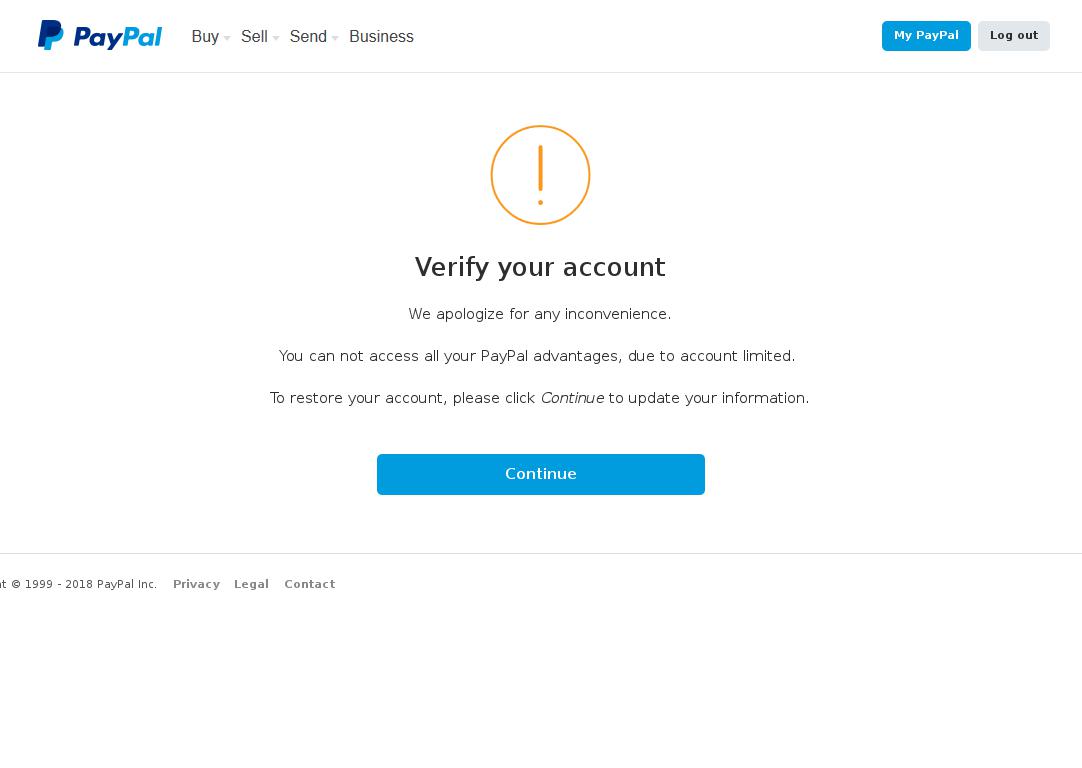 PayPal Buy Sell Send Business My PayPal Log out
Verify your account
We apologize for any inconvenience.
You can not access all your PayPal advantages, due to account limited.
To restore your account, please click Continue to update your information.
Continue
© 1999 - 2018 PayPal Inc. Privacy Legal Contact